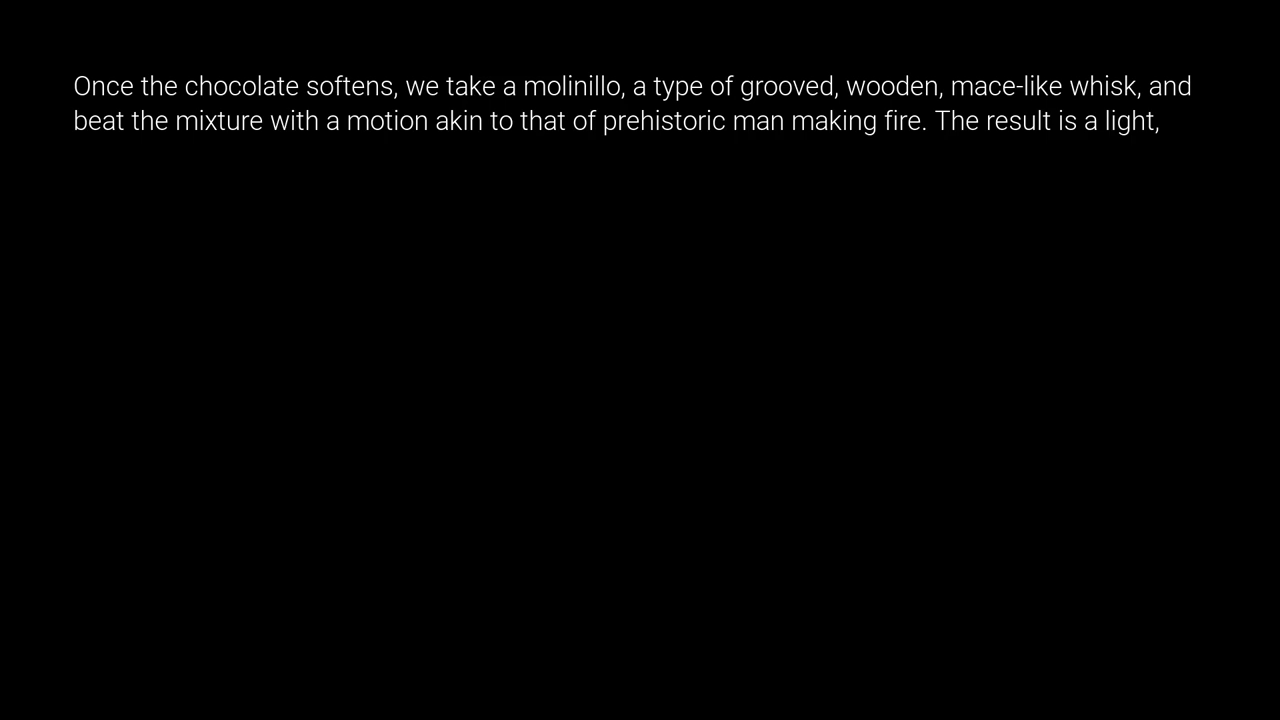 Once the chocolate softens, we take a molinillo, a type of grooved, wooden, mace-like whisk, and
beat the mixture with a motion akin to that of prehistoric man making fire. The result is a light,